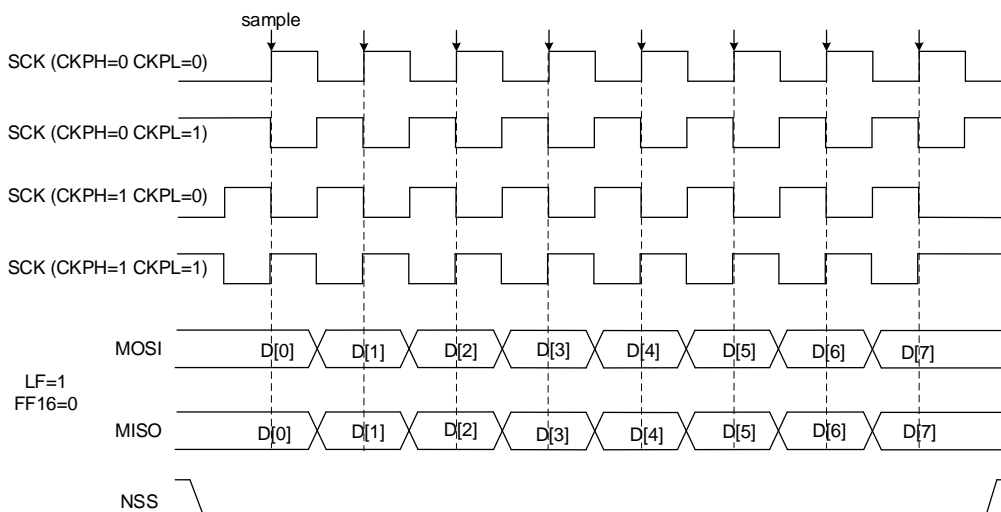 sample
SCK (CKPH=0 CKPL=0)
SCK (CKPH=0 CKPL=1)
SCK (CKPH=1 CKPL=0)
SCK (CKPH=1 CKPL=1)
MOSI D[0] D[1] D[2] D[3] D[4] D[5] D[6] D[7]
LF=1
FF16=0
MISO D[0] D[1] D[2] D[3] D[4] D[5] D[6] D[7]
NSS